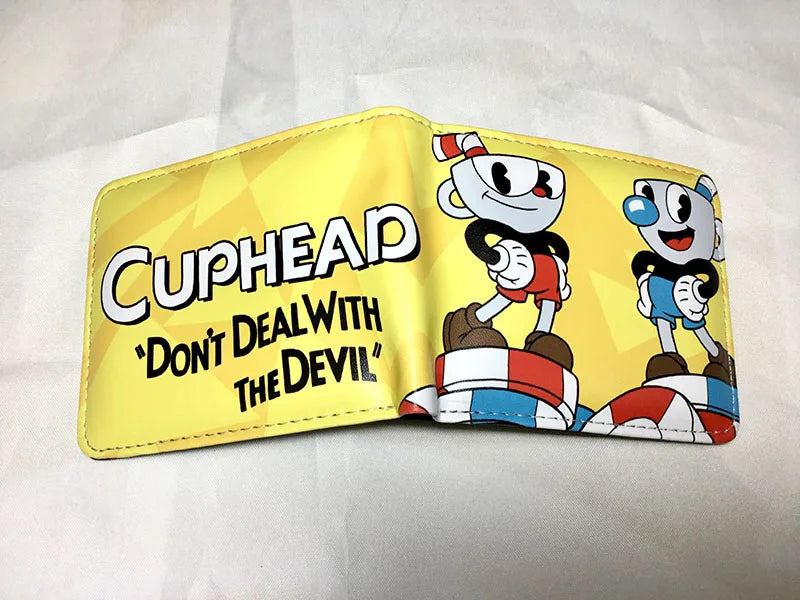 CUPHEAD
"DON'T DEAL WITH
THE DEVIL"